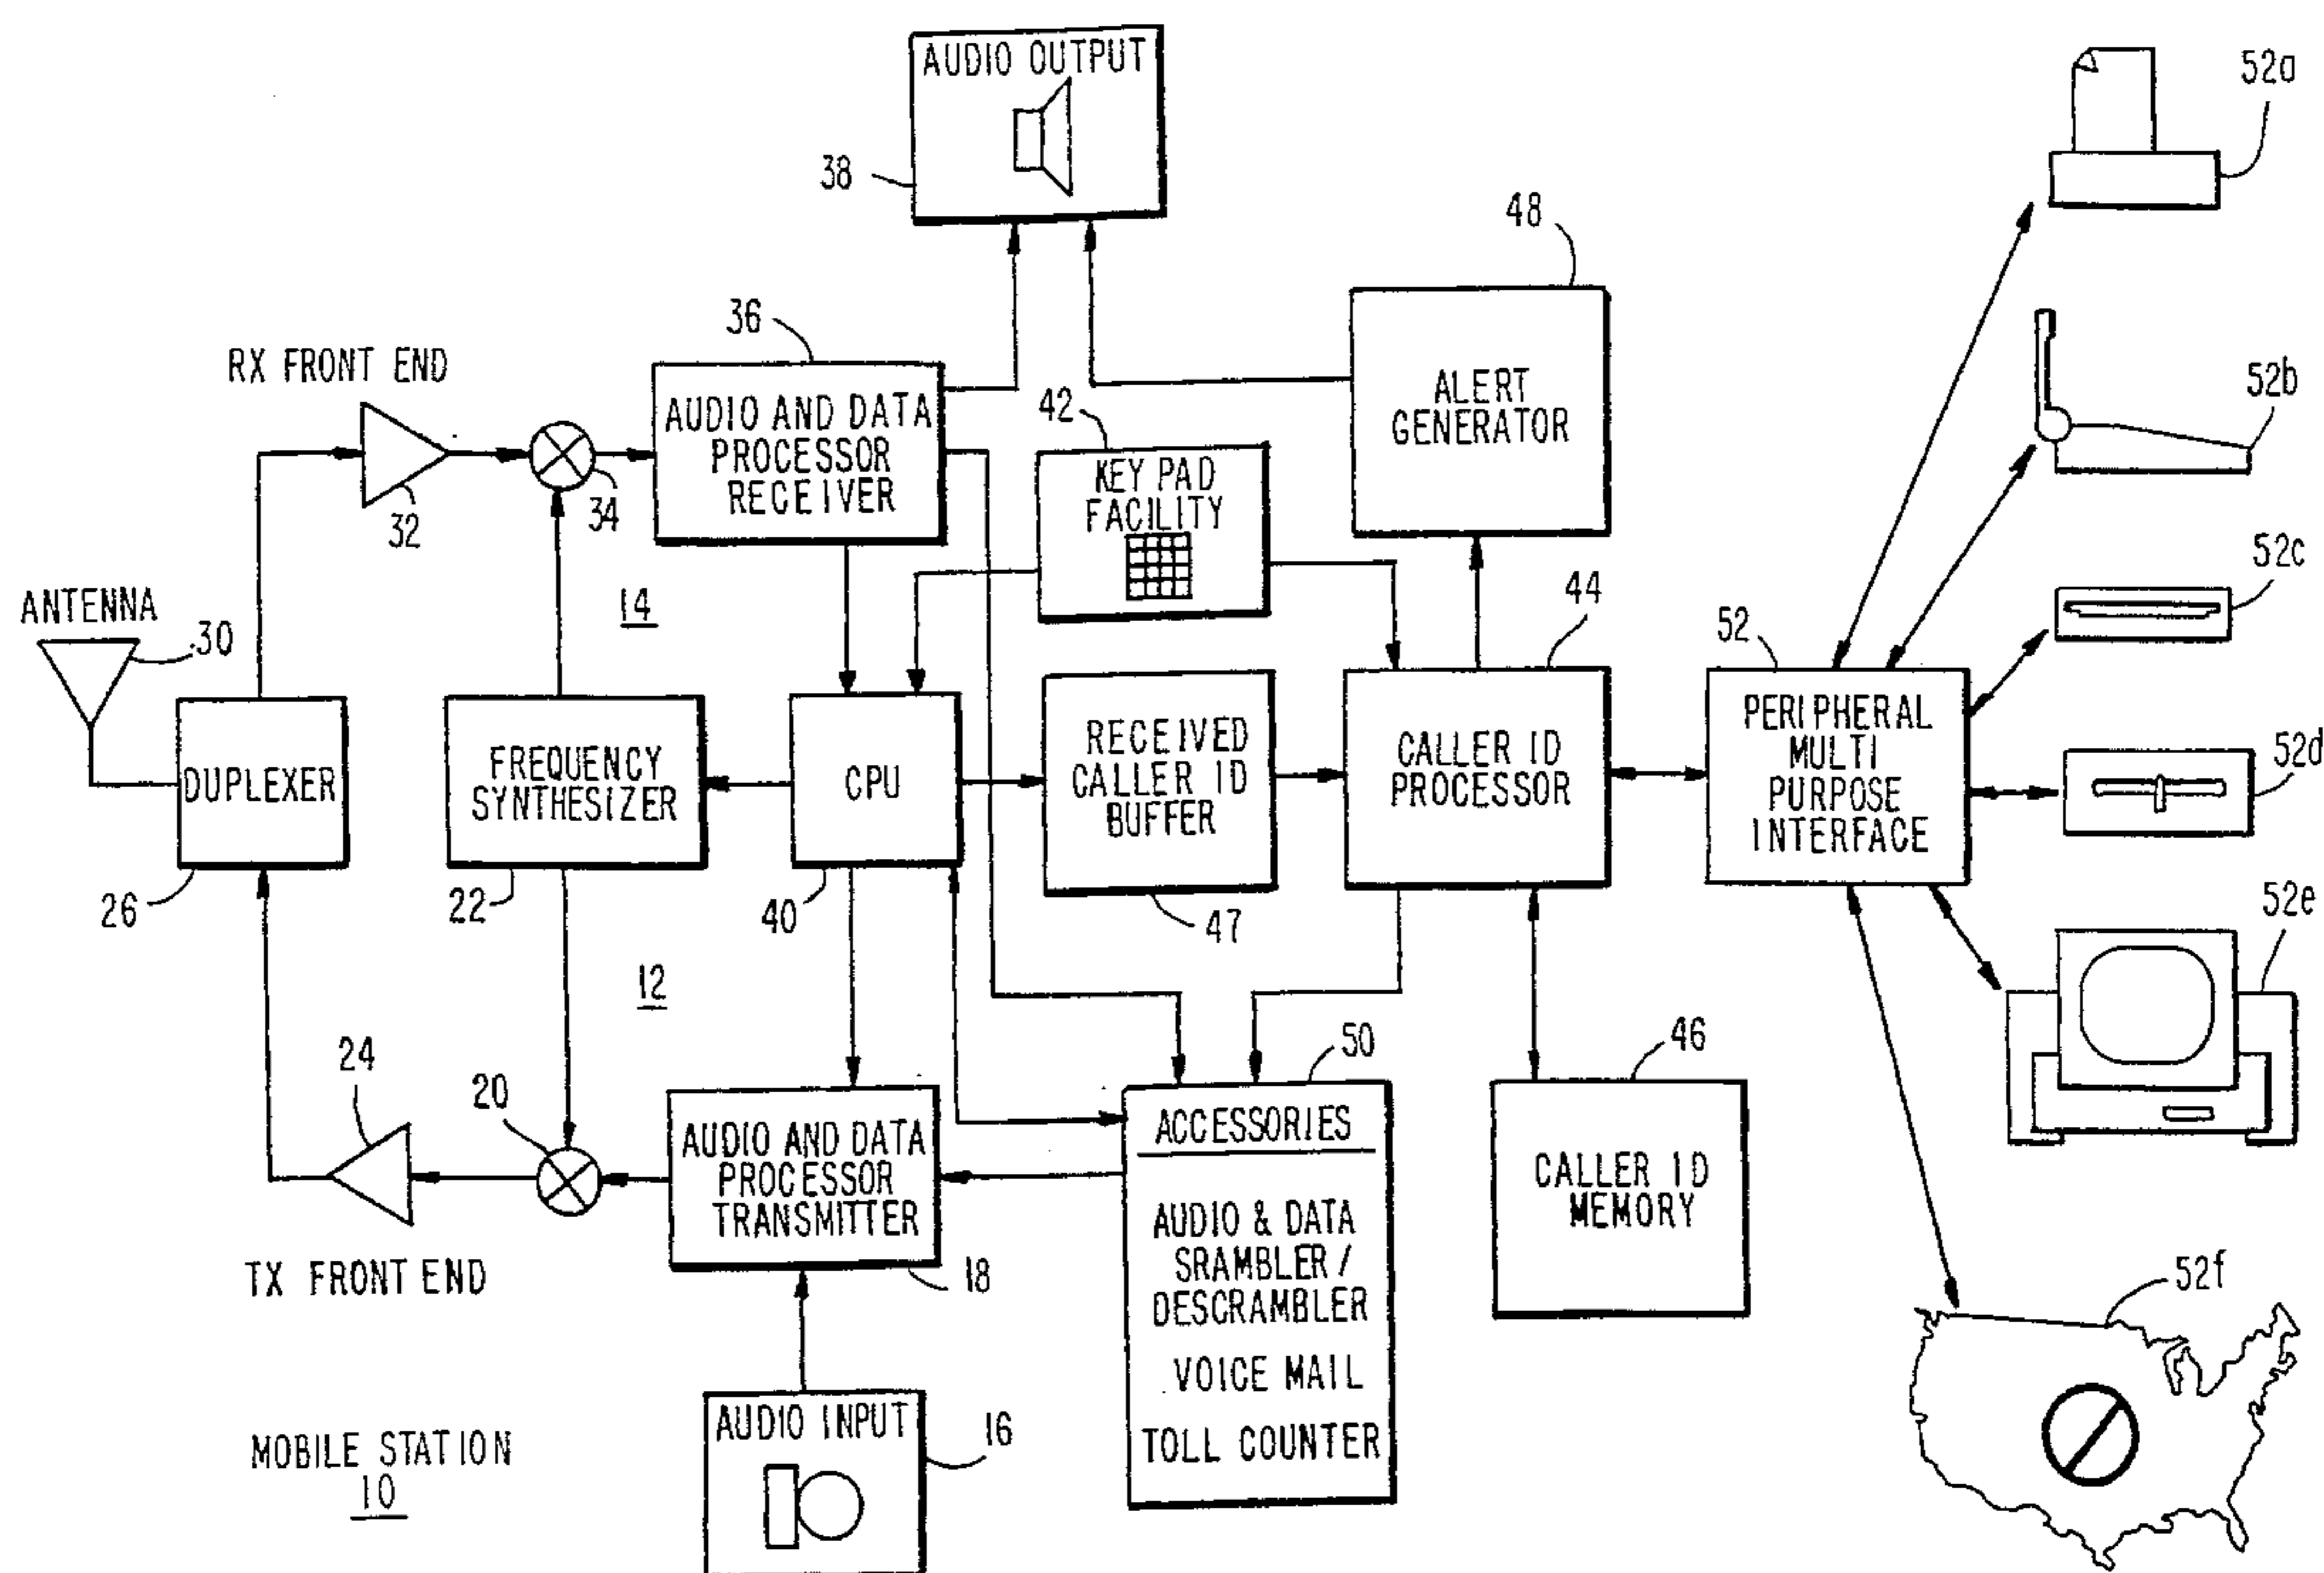 AUDIO OUTPUT
38
52a
48
36
RX FRONT END
AUDIO AND DATA
PROCESSOR
RECEIVER
42
KEY PAD
FACILITY
ALERT
GENERATOR
52b
32
34
52c
ANTENNA
30
14
44
52
DUPLEXER
26
FREQUENCY
SYNTHESIZER
22
CPU
40
RECEIVED
CALLER ID
BUFFER
47
CALLER ID
PROCESSOR
PERIPHERAL
MULTI
PURPOSE
INTERFACE
52d
52e
12
24
20
50
46
AUDIO AND DATA
PROCESSOR
TRANSMITTER
18
ACCESSORIES
AUDIO & DATA
SRAMBLER /
DESCRAMBLER
VOICE MAIL
TOLL COUNTER
CALLER ID
MEMORY
TX FRONT END
52f
MOBILE STATION
10
AUDIO INPUT
16